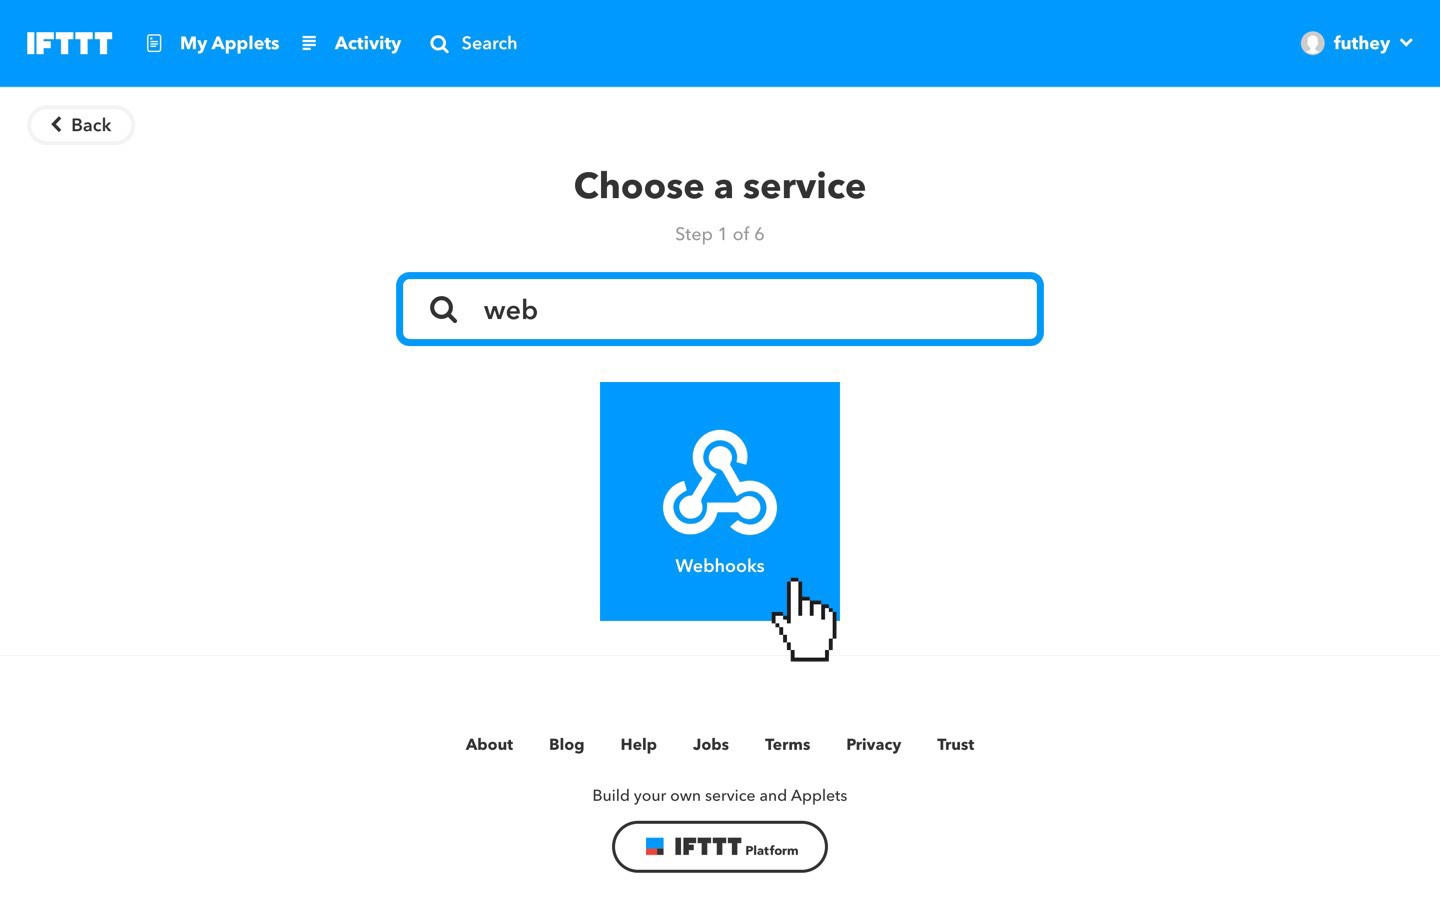 IFTTT My Applets Activity Search futhey
Back
Choose a service
Step 1 of 6
web
Webhooks
About Blog Help Jobs Terms Privacy Trust
Build your own service and Applets
IFTTT Platform